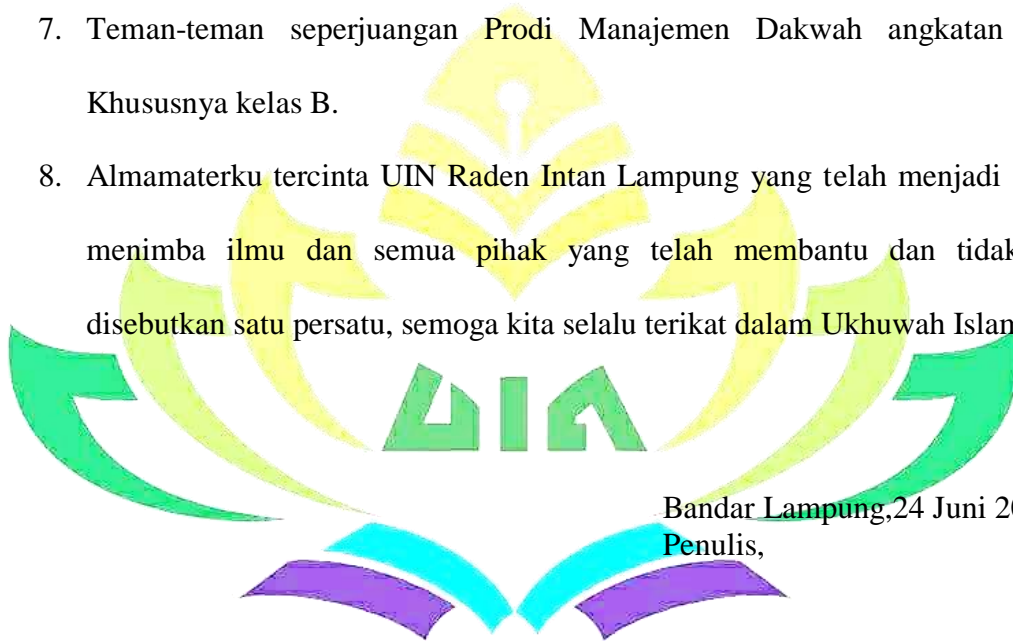 7. Teman-teman seperjuangan Prodi Manajemen Dakwah angkatan
Khususnya kelas B.
8. Almamaterku tercinta UIN Raden Intan Lampung yang telah menjadi
menimba ilmu dan semua pihak yang telah membantu dan tidak
disebutkan satu persatu, semoga kita selalu terikat dalam Ukhuwah
UIN
Bandar Lampung,24 Juni
Penulis,